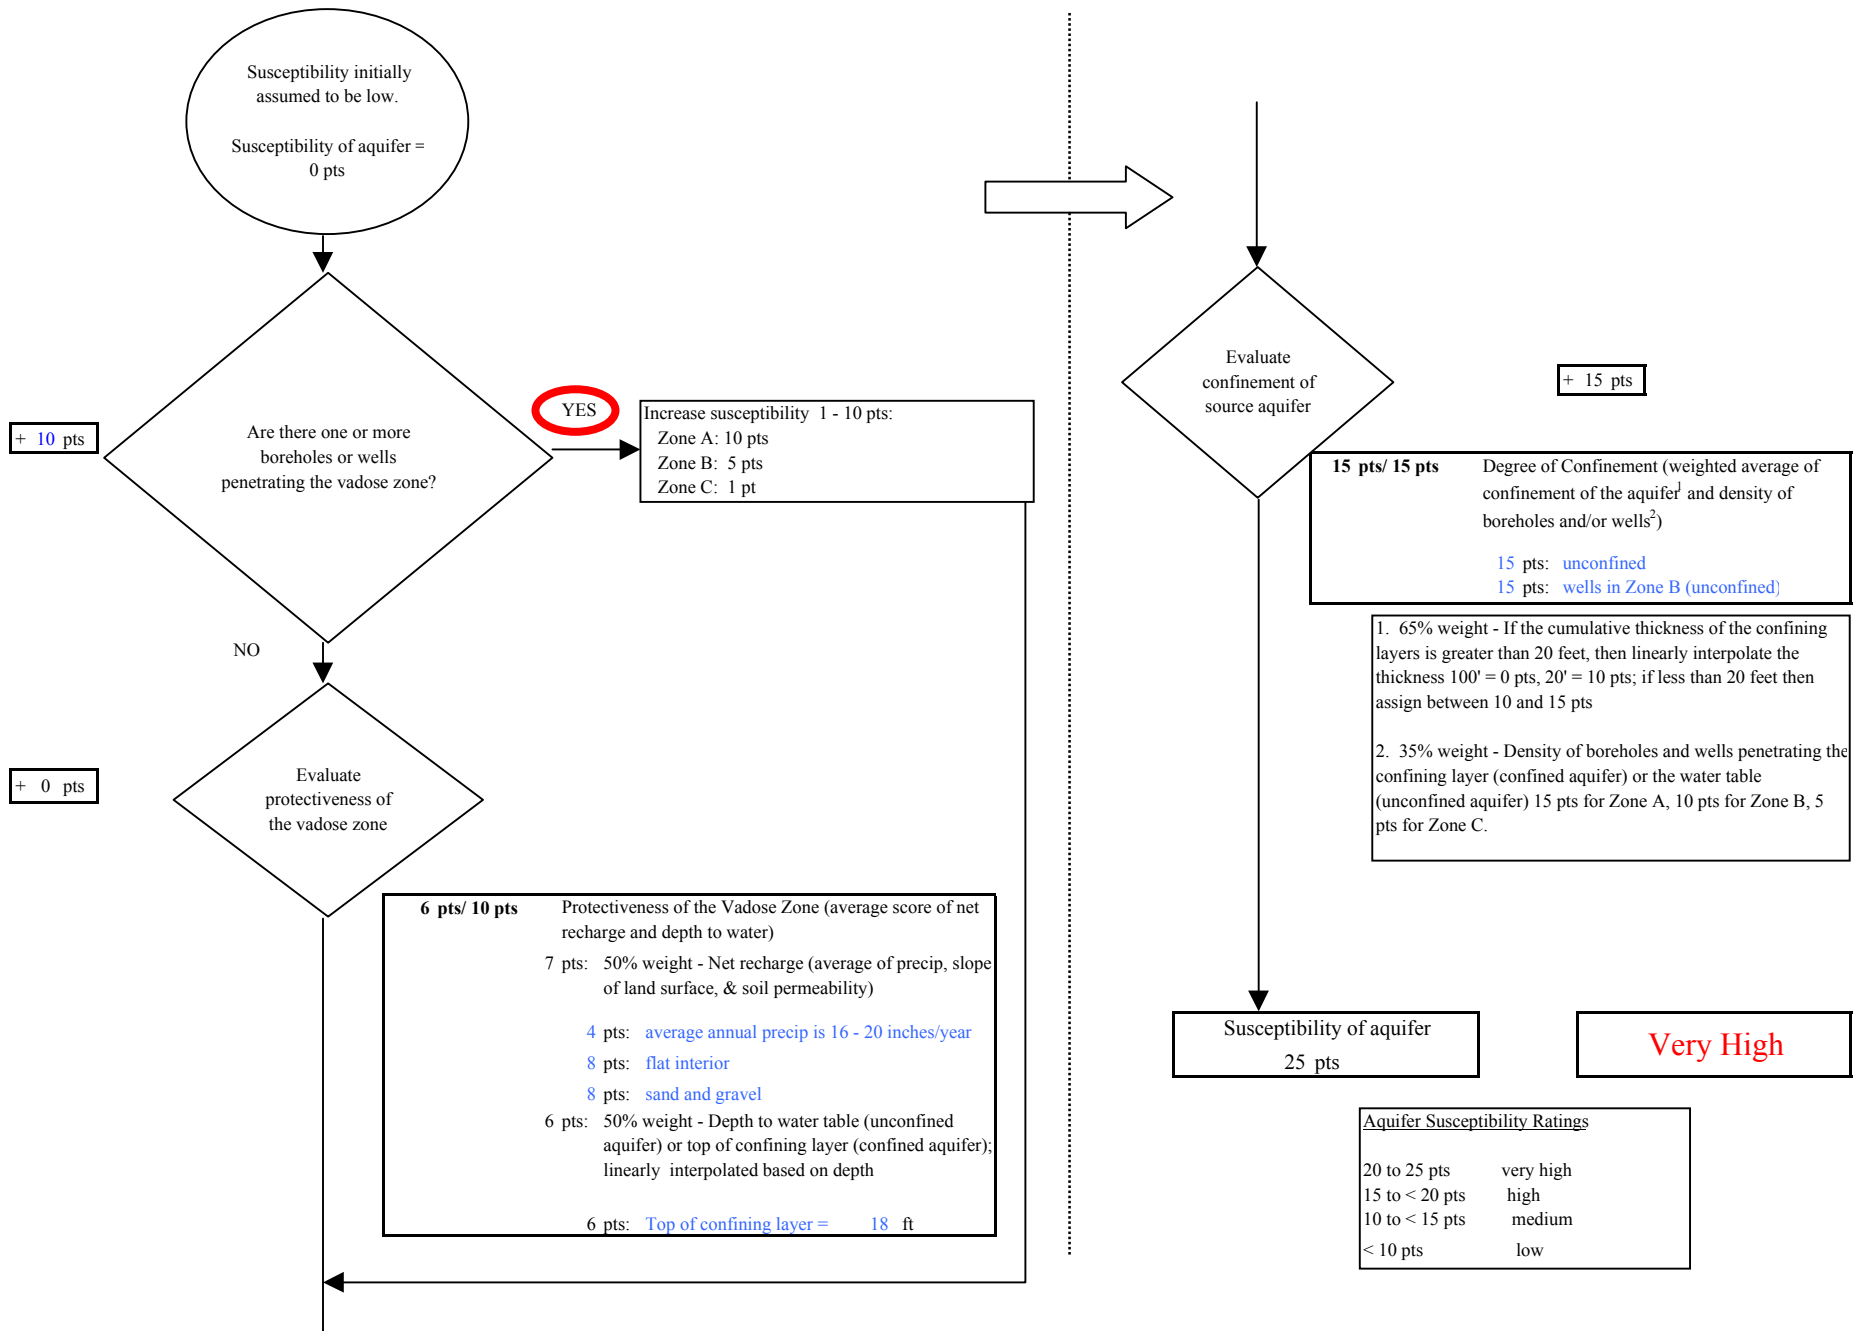 Susceptibility initially
assumed to be low.
Susceptibility of aquifer =
0 pts
+ 10 pts
Are there one or more
boreholes or wells
penetrating the vadose zone?
YES
Increase susceptibility 1 - 10 pts:
Zone A: 10 pts
Zone B: 5 pts
Zone C: 1 pt
NO
+ 0 pts
Evaluate
protectiveness of
the vadose zone
6 pts/ 10 pts Protectiveness of the Vadose Zone (average score of net
recharge and depth to water)
7 pts: 50% weight - Net recharge (average of precip, slope
of land surface, & soil permeability)
4 pts: average annual precip is 16 - 20 inches/year
8 pts: flat interior
8 pts: sand and gravel
6 pts: 50% weight - Depth to water table (unconfined
aquifer) or top of confining layer (confined aquifer);
linearly interpolated based on depth
6 pts: Top of confining layer = 18 ft
Evaluate
confinement of
source aquifer
+ 15 pts
15 pts/ 15 pts Degree of Confinement (weighted average of
confinement of the aquifer1 and density of
boreholes and/or wells2)
15 pts: unconfined
15 pts: wells in Zone B (unconfined)
1. 65% weight - If the cumulative thickness of the confining
layers is greater than 20 feet, then linearly interpolate the
thickness 100' = 0 pts, 20' = 10 pts; if less than 20 feet then
assign between 10 and 15 pts
2. 35% weight - Density of boreholes and wells penetrating the
confining layer (confined aquifer) or the water table
(unconfined aquifer) 15 pts for Zone A, 10 pts for Zone B, 5
pts for Zone C.
Susceptibility of aquifer
25 pts
Very High
Aquifer Susceptibility Ratings
20 to 25 pts very high
15 to < 20 pts high
10 to < 15 pts medium
< 10 pts low